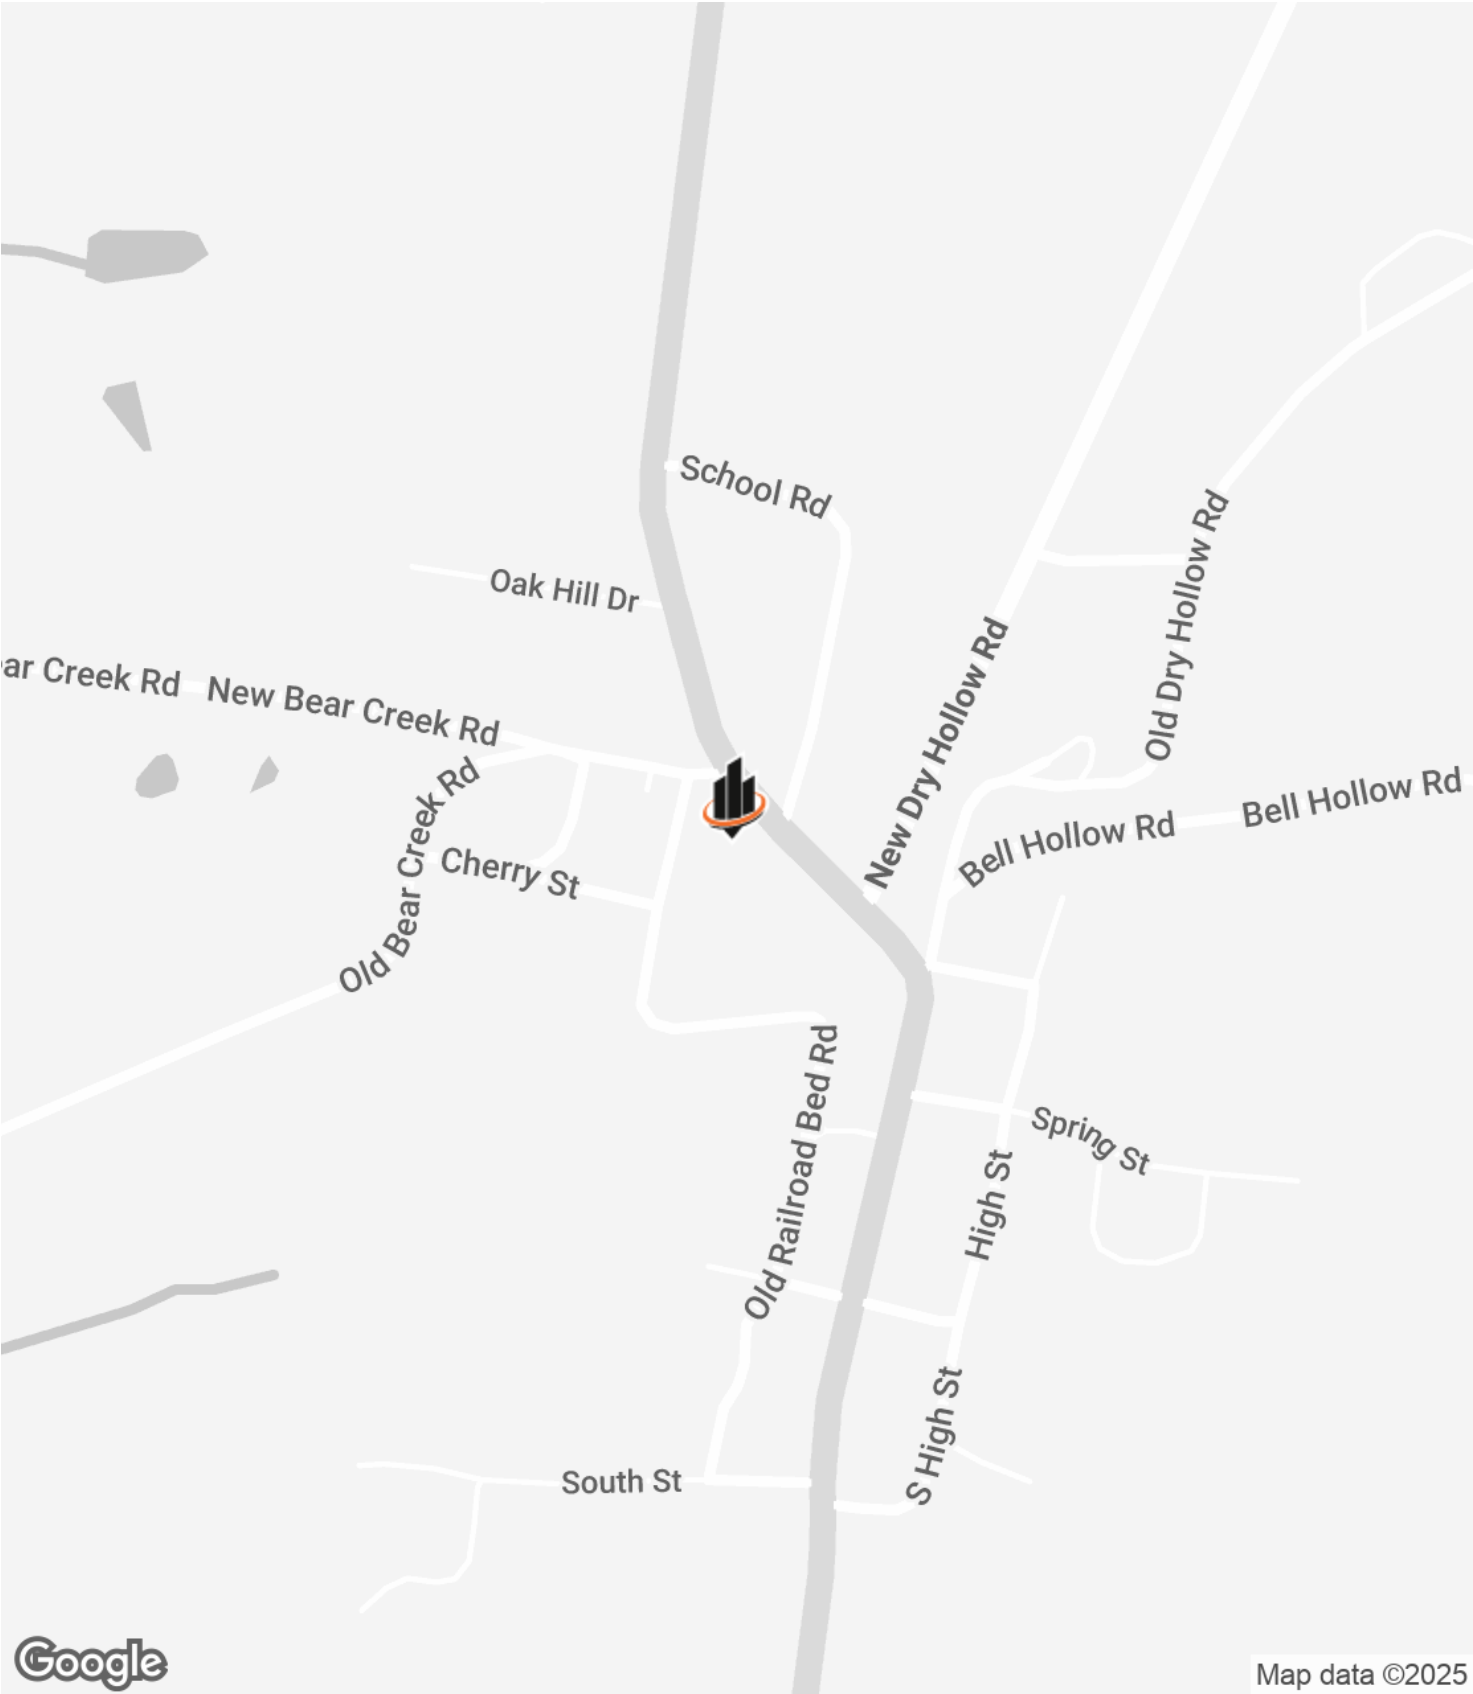 School Rd
Oak Hill Dr
Old Dry Hollow Rd
New Dry Hollow Rd
ar Creek Rd
New Bear Creek Rd
Old Bear Creek Rd
Bell Hollow Rd
Bell Hollow Rd
Cherry St
Old Railroad Bed Rd
Spring St
High St
S High St
South St
Google
Map data ©2025